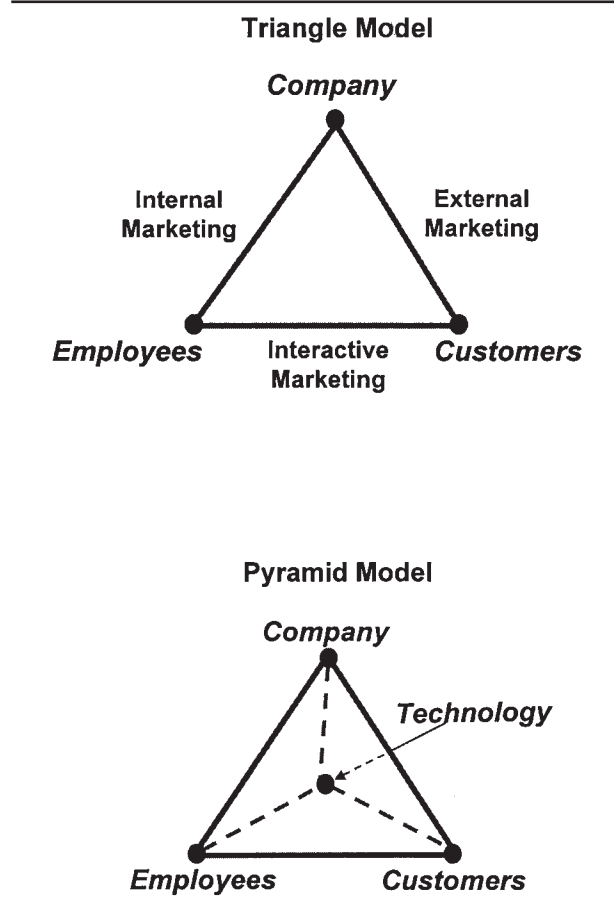 Triangle Model
Company
Internal
Marketing
External
Marketing
Employees
Interactive
Marketing
Customers
Pyramid Model
Company
Technology
Employees
Customers